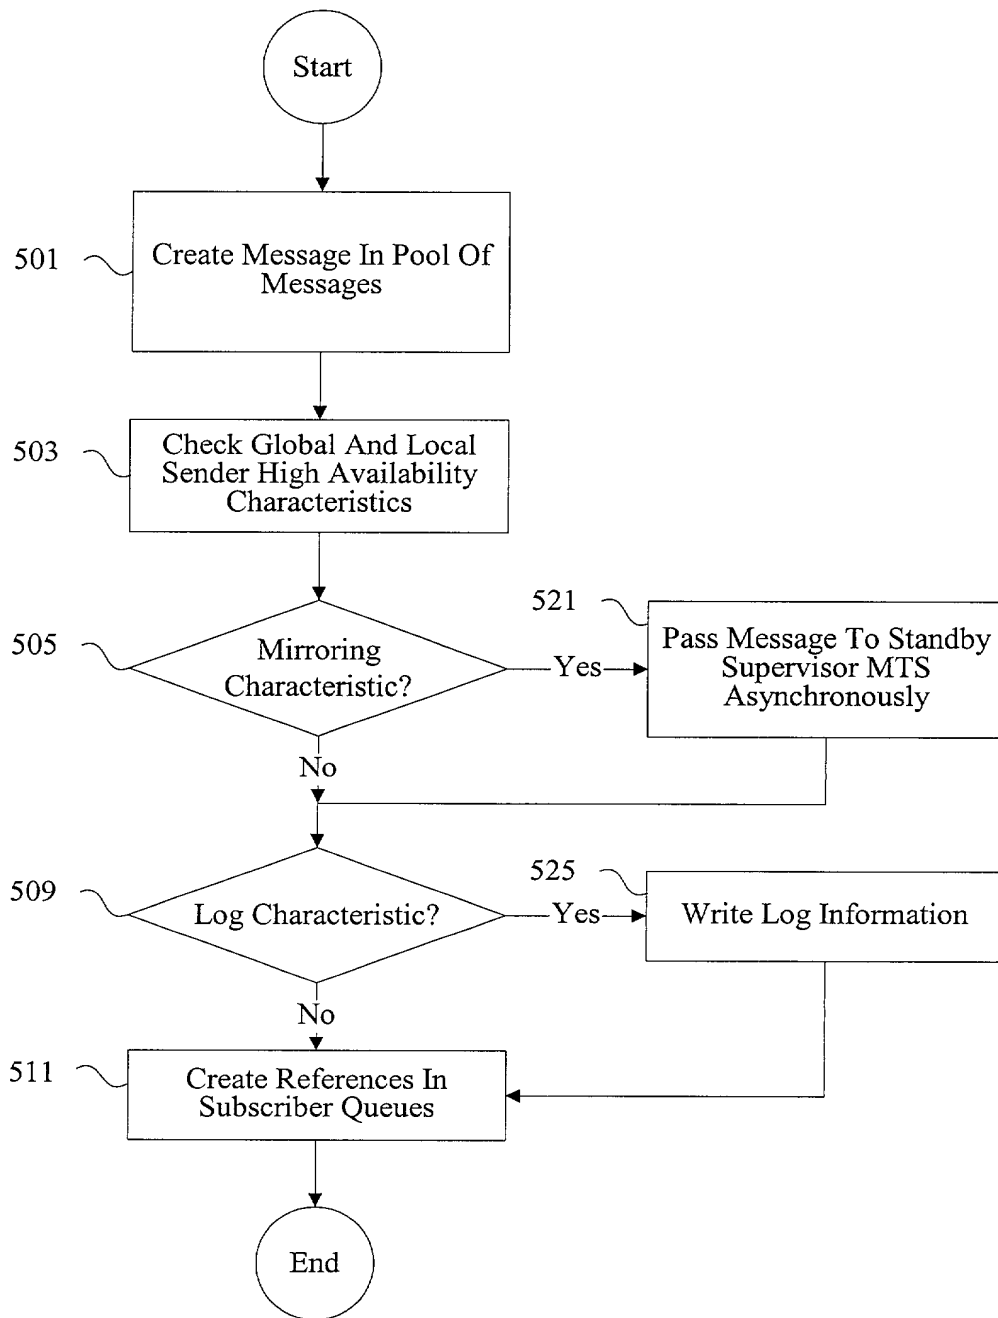 Start
501
Create Message In Pool Of
Messages
503
Check Global And Local
Sender High Availability
Characteristics
505
Mirroring
Characteristic?
Yes
521
Pass Message To Standby
Supervisor MTS
Asynchronously
No
509
Log Characteristic?
Yes
525
Write Log Information
No
511
Create References In
Subscriber Queues
End